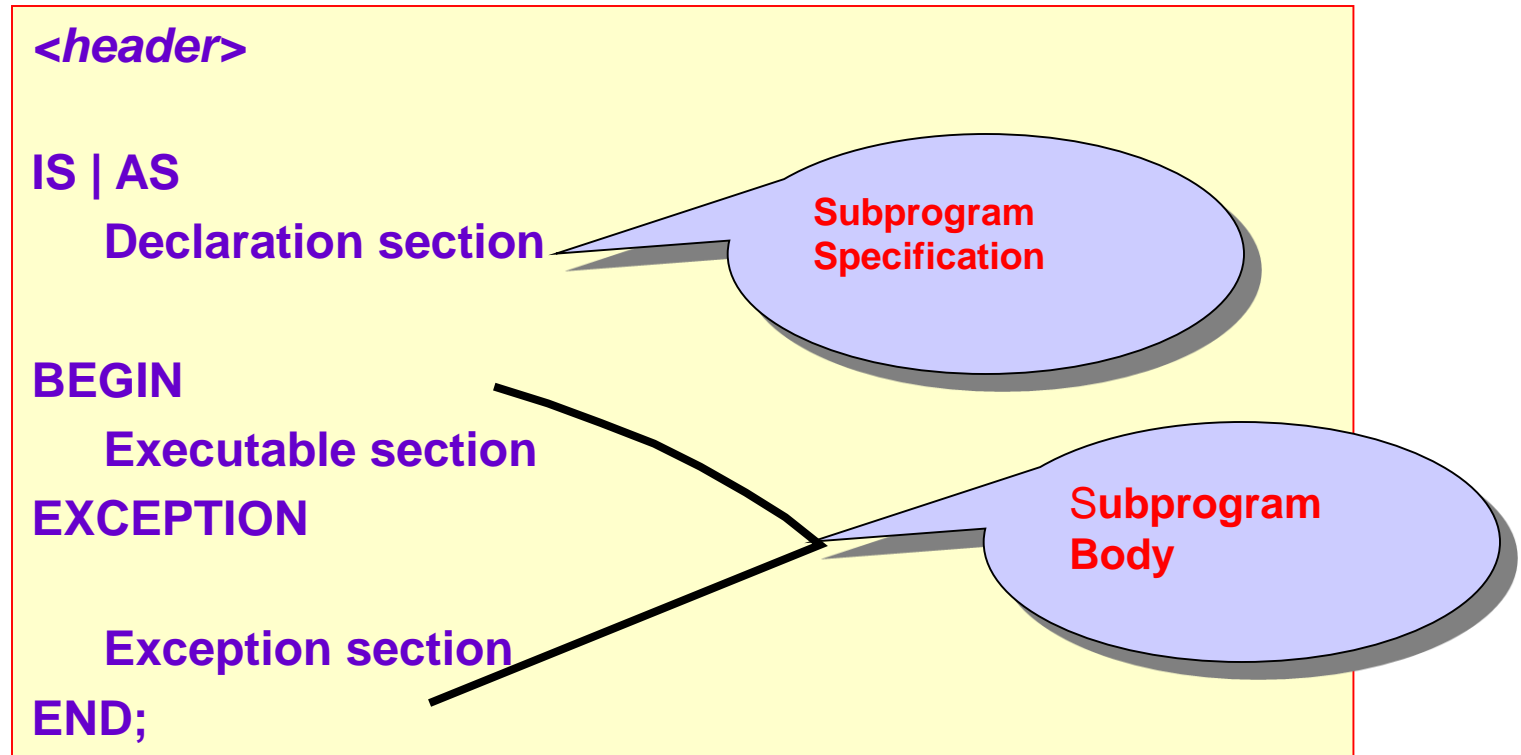 <header>
IS | AS
Declaration section
Subprogram
Specification
BEGIN
Executable section
EXCEPTION
Subprogram
Body
Exception section
END;